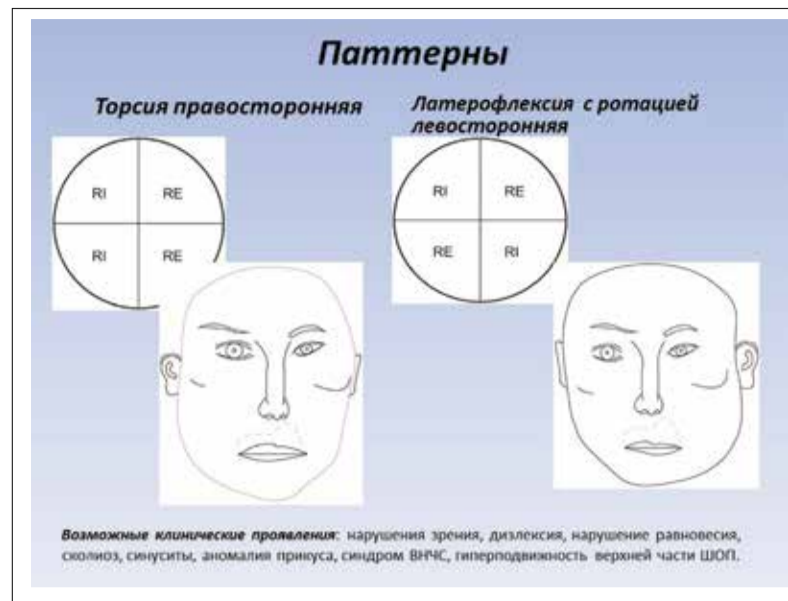 Паттерны
Торсия правосторонняя
Латерофлексия с ротацией
левосторонняя
RI RE
RI RE
RI RE
RE RI
Возможные клинические проявления: нарушения зрения, дизлексия, нарушение равновесия,
сколиоз, синуситы, аномалия прикуса, синдром ВНЧС, гиперподвижность верхней части ШОП.